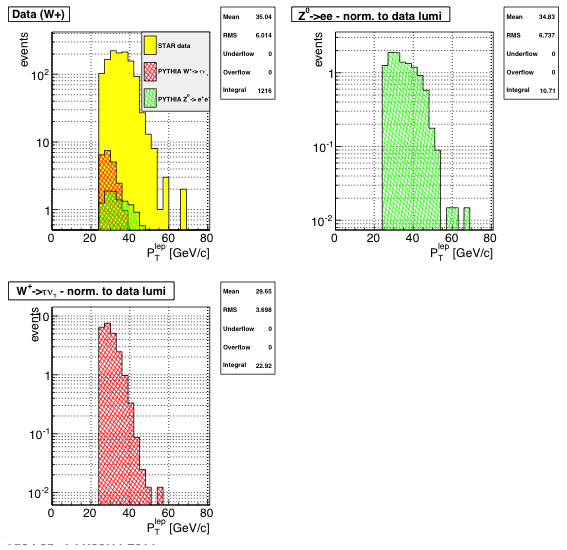 Data (W+)
Mean 35.04
RMS 6.014
Underflow 0
Overflow 0
Integral 1216
events
10²
10
1
STAR data
PYTHIA W⁺-> τν_τ
PYTHIA Z⁰ -> e⁺e⁻
0 20 40 60 80
P_T^lep [GeV/c]
Z⁰->ee - norm. to data lumi
Mean 34.83
RMS 6.737
Underflow 0
Overflow 0
Integral 10.71
events
1
10⁻¹
10⁻²
0 20 40 60 80
P_T^lep [GeV/c]
W⁺->τν_τ - norm. to data lumi
Mean 29.65
RMS 3.698
Underflow 0
Overflow 0
Integral 22.92
events
10
1
10⁻¹
10⁻²
0 20 40 60 80
P_T^lep [GeV/c]